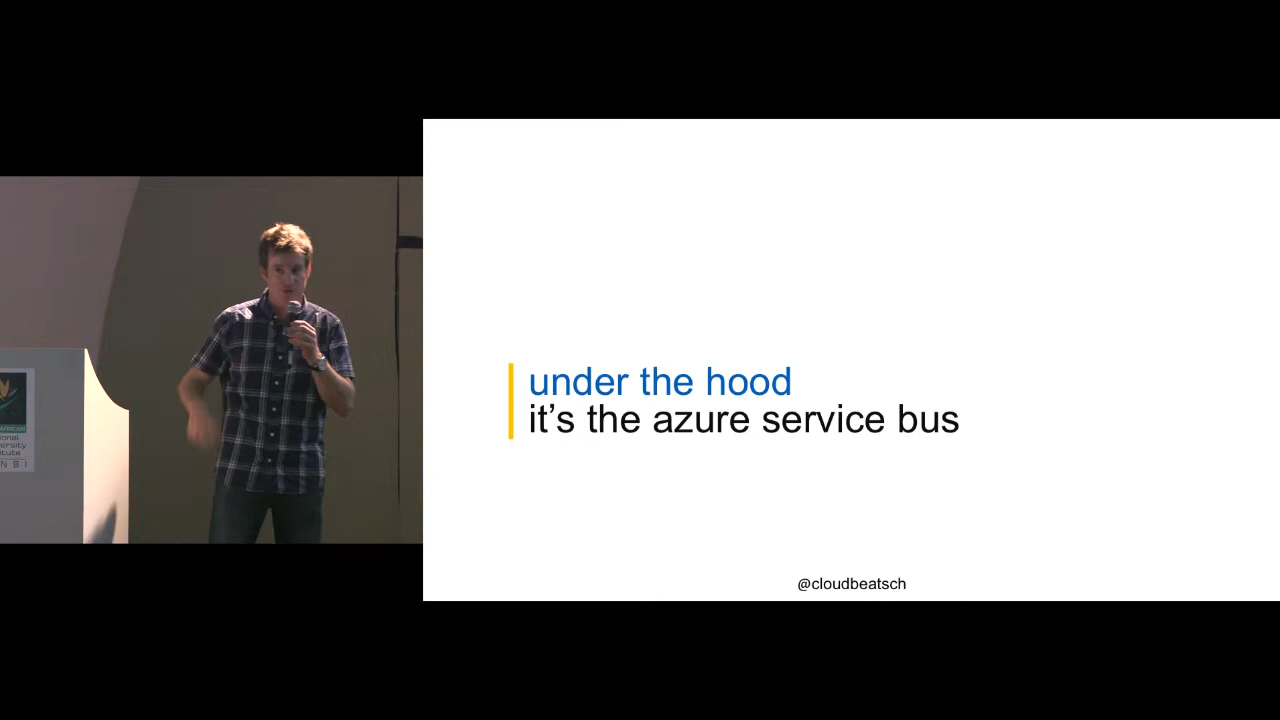 under the hood
it’s the azure service bus
@cloudbeatsch